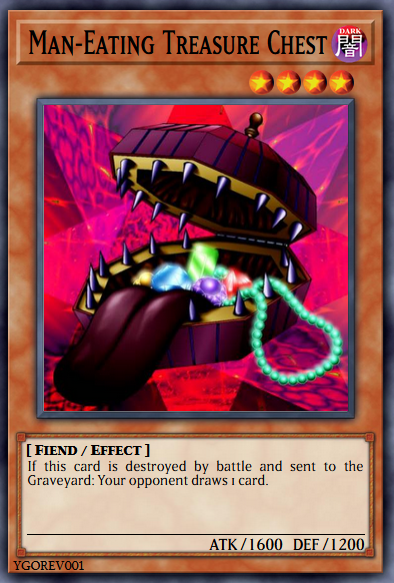 Man-Eating Treasure Chest
DARK
闇
[ Fiend / Effect ]
If this card is destroyed by battle and sent to the
Graveyard: Your opponent draws 1 card.
ATK/1600 DEF/1200
YGOREV001